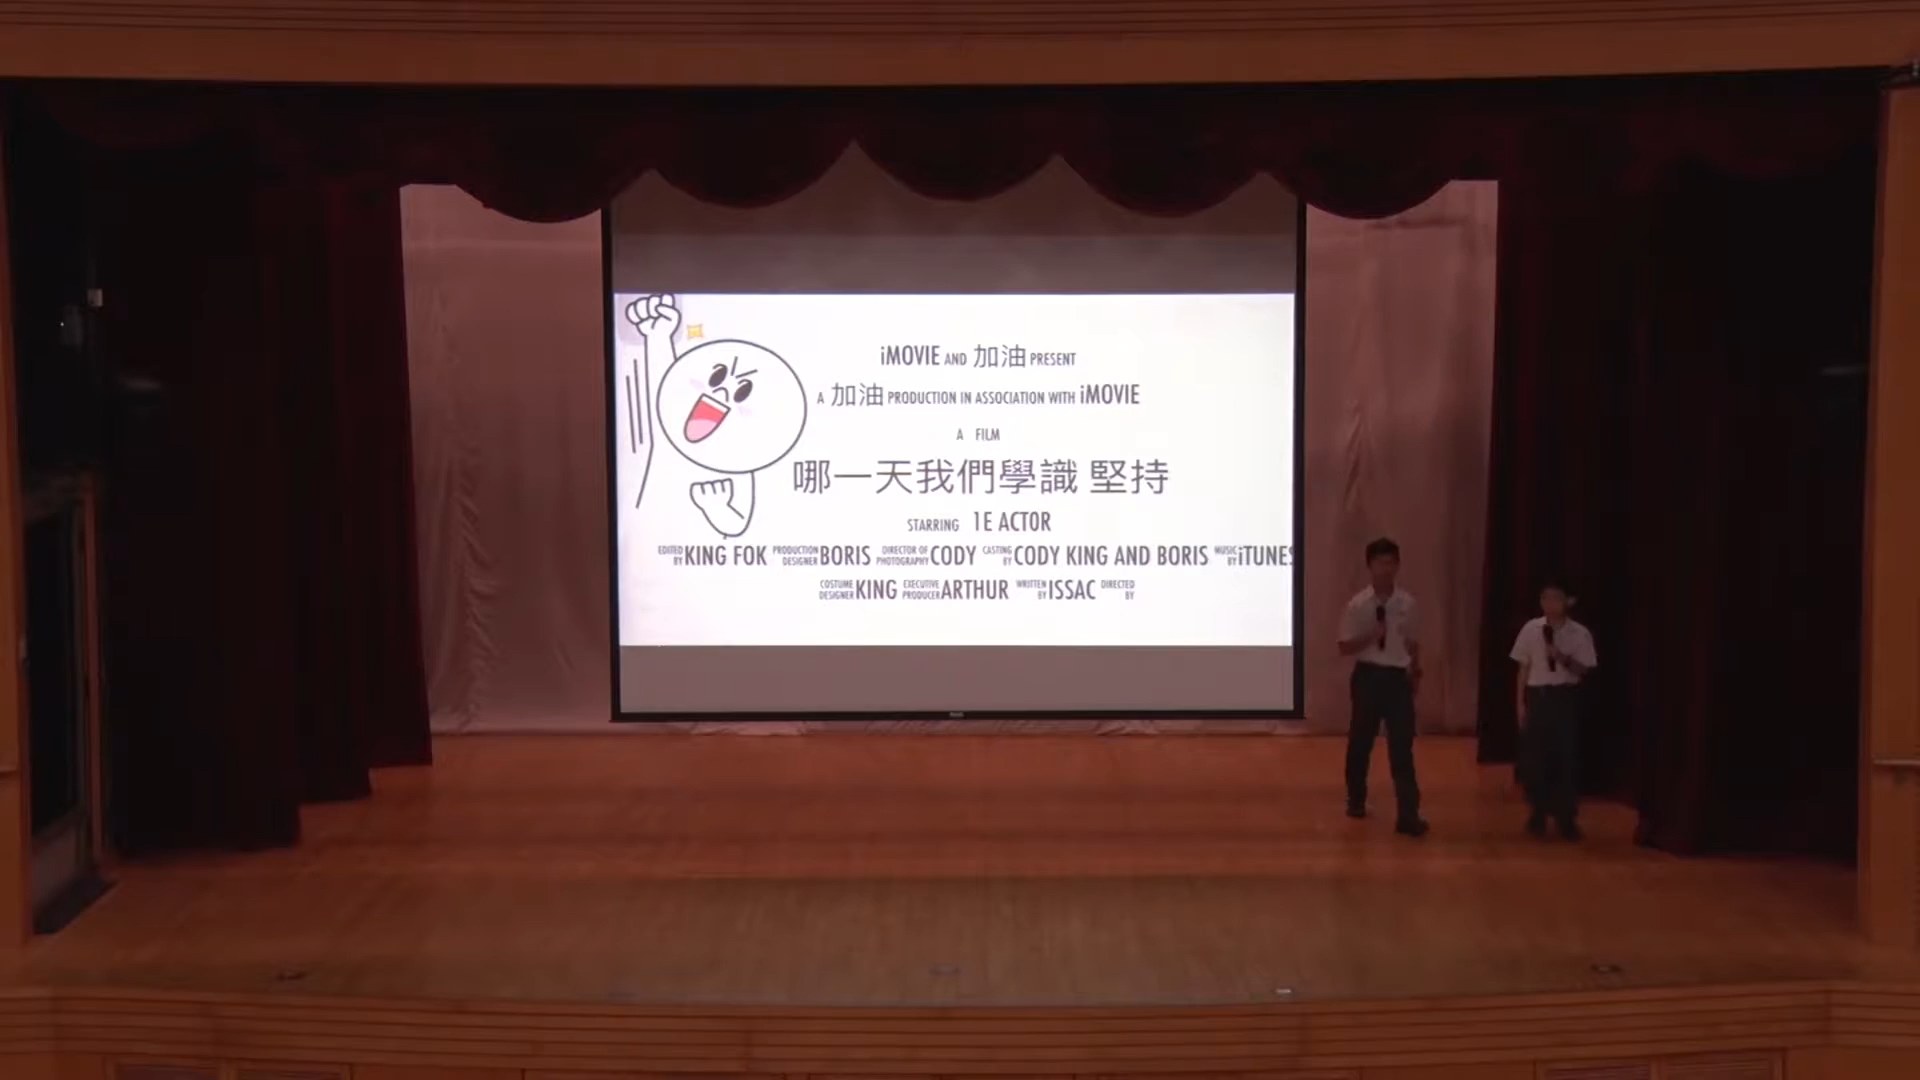 iMOVIE AND 加油 PRESENT
A 加油 PRODUCTION IN ASSOCIATION WITH iMOVIE
A FILM
哪一天我們學識 堅持
STARRING 1E ACTOR
EDITED BY KING FOK PRODUCTION DESIGNER BORIS DIRECTOR OF PHOTOGRAPHY CODY CASTING BY CODY KING AND BORIS MUSIC BY iTUNES
COSTUME DESIGNER KING EXECUTIVE PRODUCER ARTHUR WRITTEN BY ISSAC DIRECTED BY